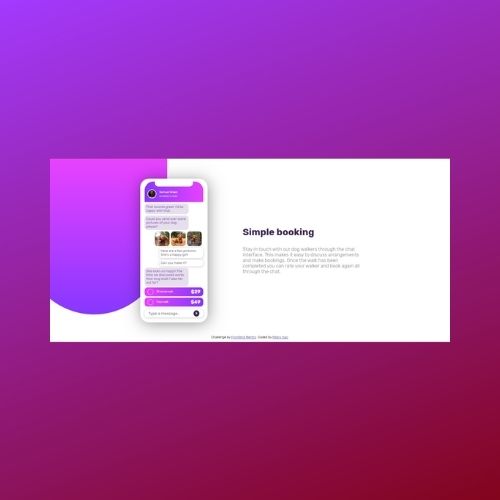 Samuel Green
Available to Walk
That sounds great. I'd be
happy with that.
Could you send over some
pictures of your dog,
please?
Here are a few pictures.
She's a happy girl!
Can you make it?
She looks so happy! The
time we discussed works.
How long shall I take her
out for?
30 minute walk
$29
1 hour walk
$49
Type a message…
Simple booking
Stay in touch with our dog walkers through the chat
interface. This makes it easy to discuss arrangements
and make bookings. Once the walk has been
completed you can rate your walker and book again all
through the chat.
Challenge by Frontend Mentor. Coded by